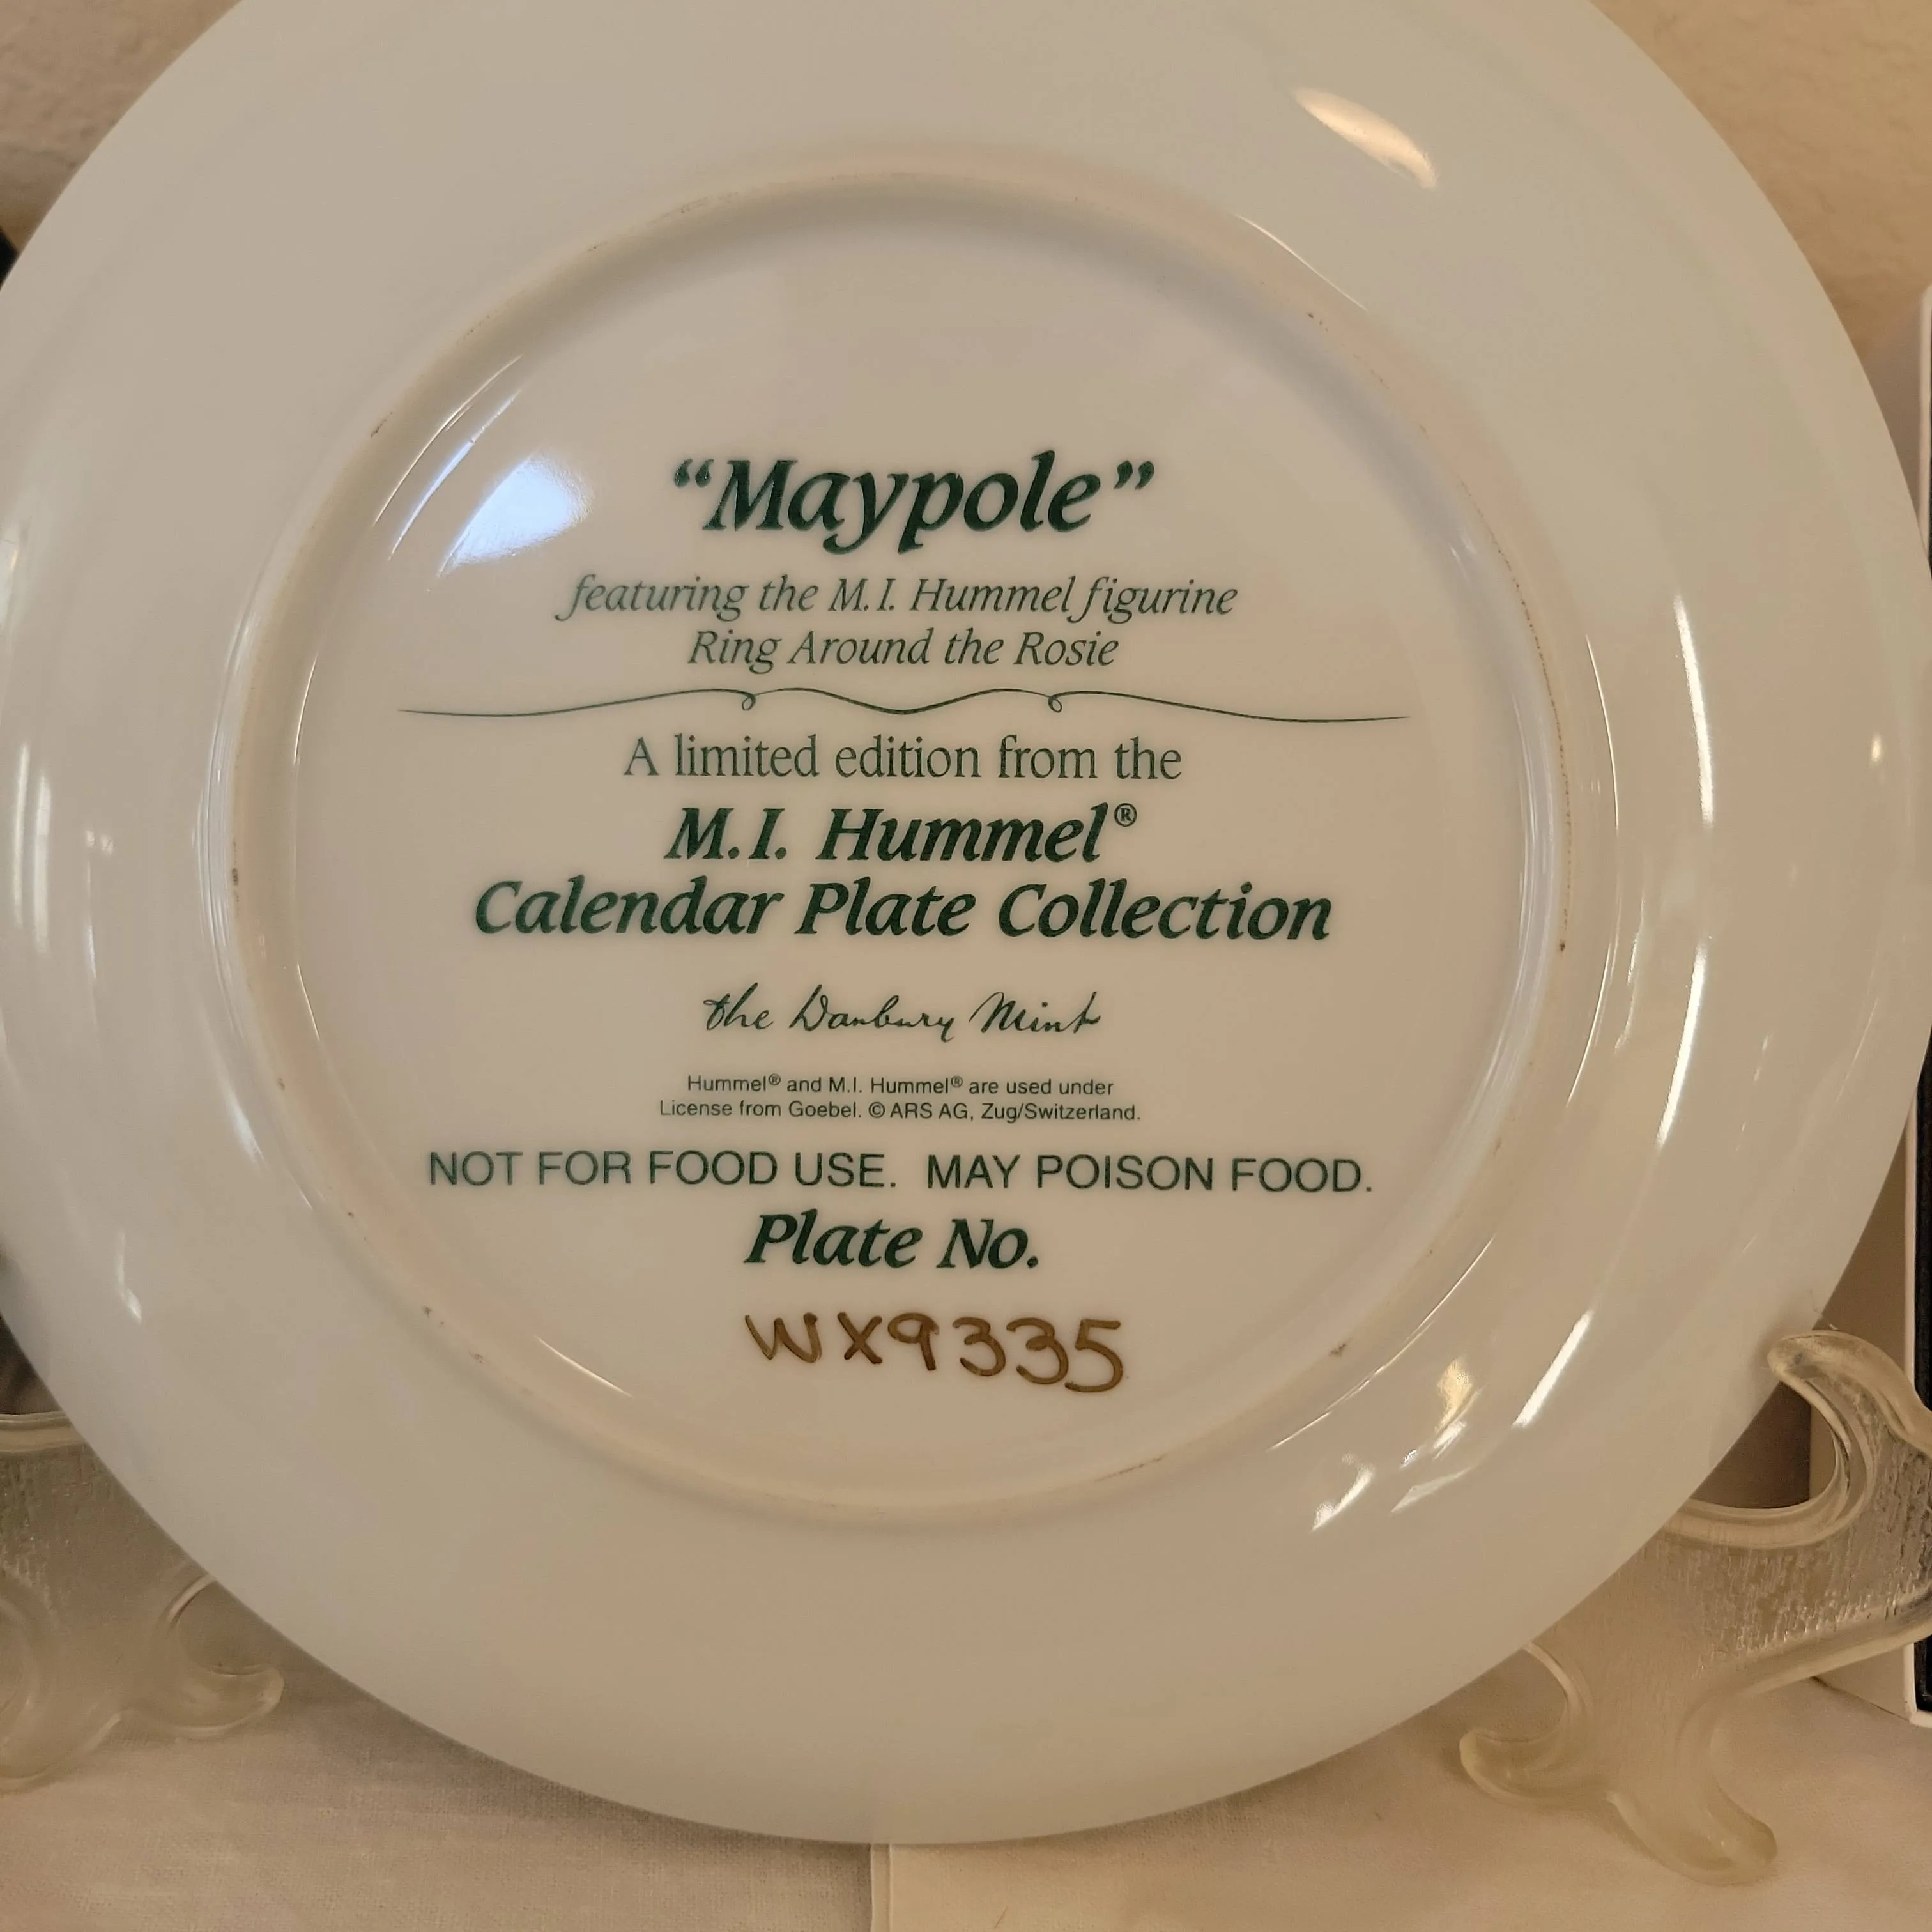 “Maypole”
featuring the M.I. Hummel figurine
Ring Around the Rosie
A limited edition from the
M.I. Hummel®
Calendar Plate Collection
the Danbury Mint
Hummel® and M.I. Hummel® are used under
License from Goebel. © ARS AG, Zug/Switzerland.
NOT FOR FOOD USE. MAY POISON FOOD.
Plate No.
WX9335